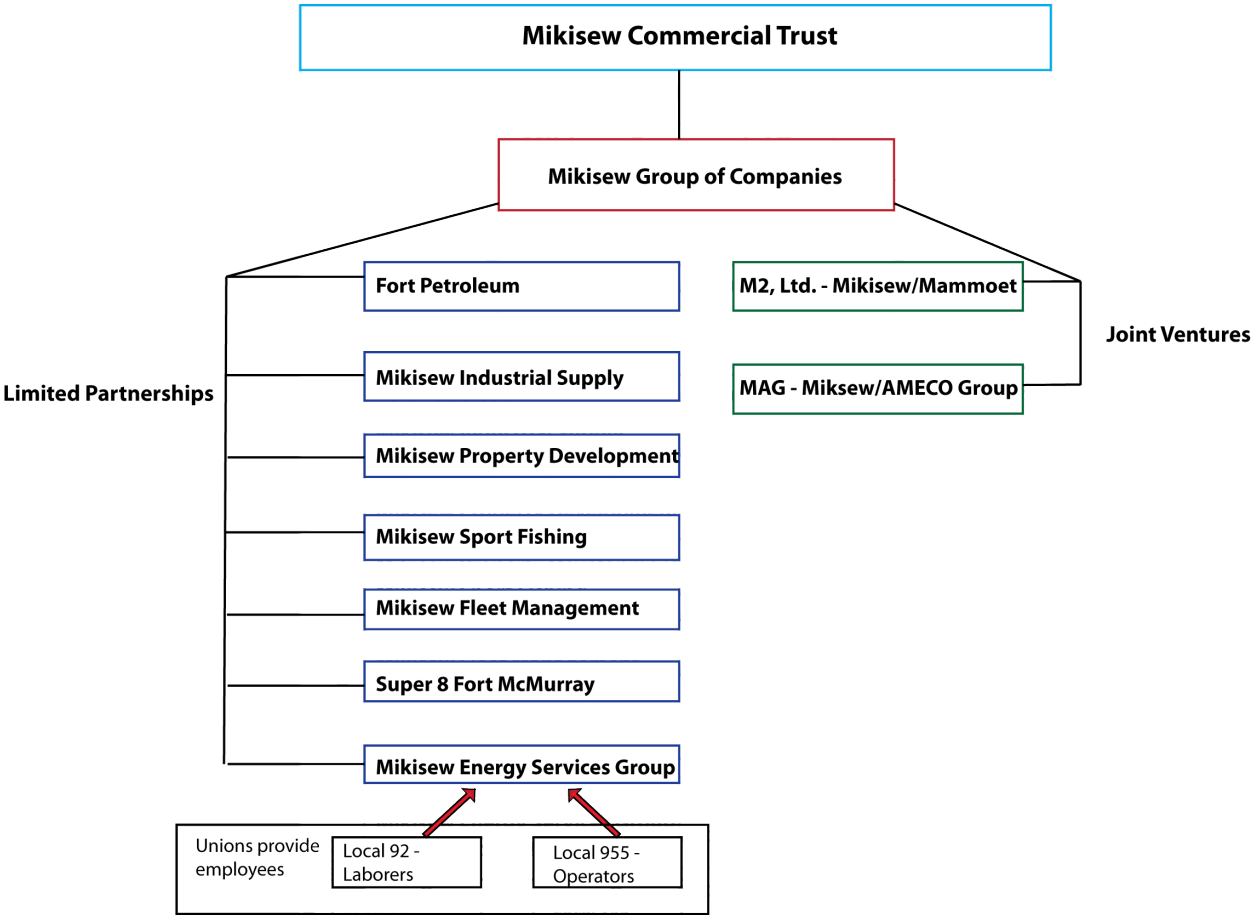 Mikisew Commercial Trust
Mikisew Group of Companies
Limited Partnerships
Fort Petroleum
Mikisew Industrial Supply
Mikisew Property Development
Mikisew Sport Fishing
Mikisew Fleet Management
Super 8 Fort McMurray
Mikisew Energy Services Group
M2, Ltd. - Mikisew/Mammoet
MAG - Miksew/AMECO Group
Joint Ventures
Unions provide
employees
Local 92 -
Laborers
Local 955 -
Operators